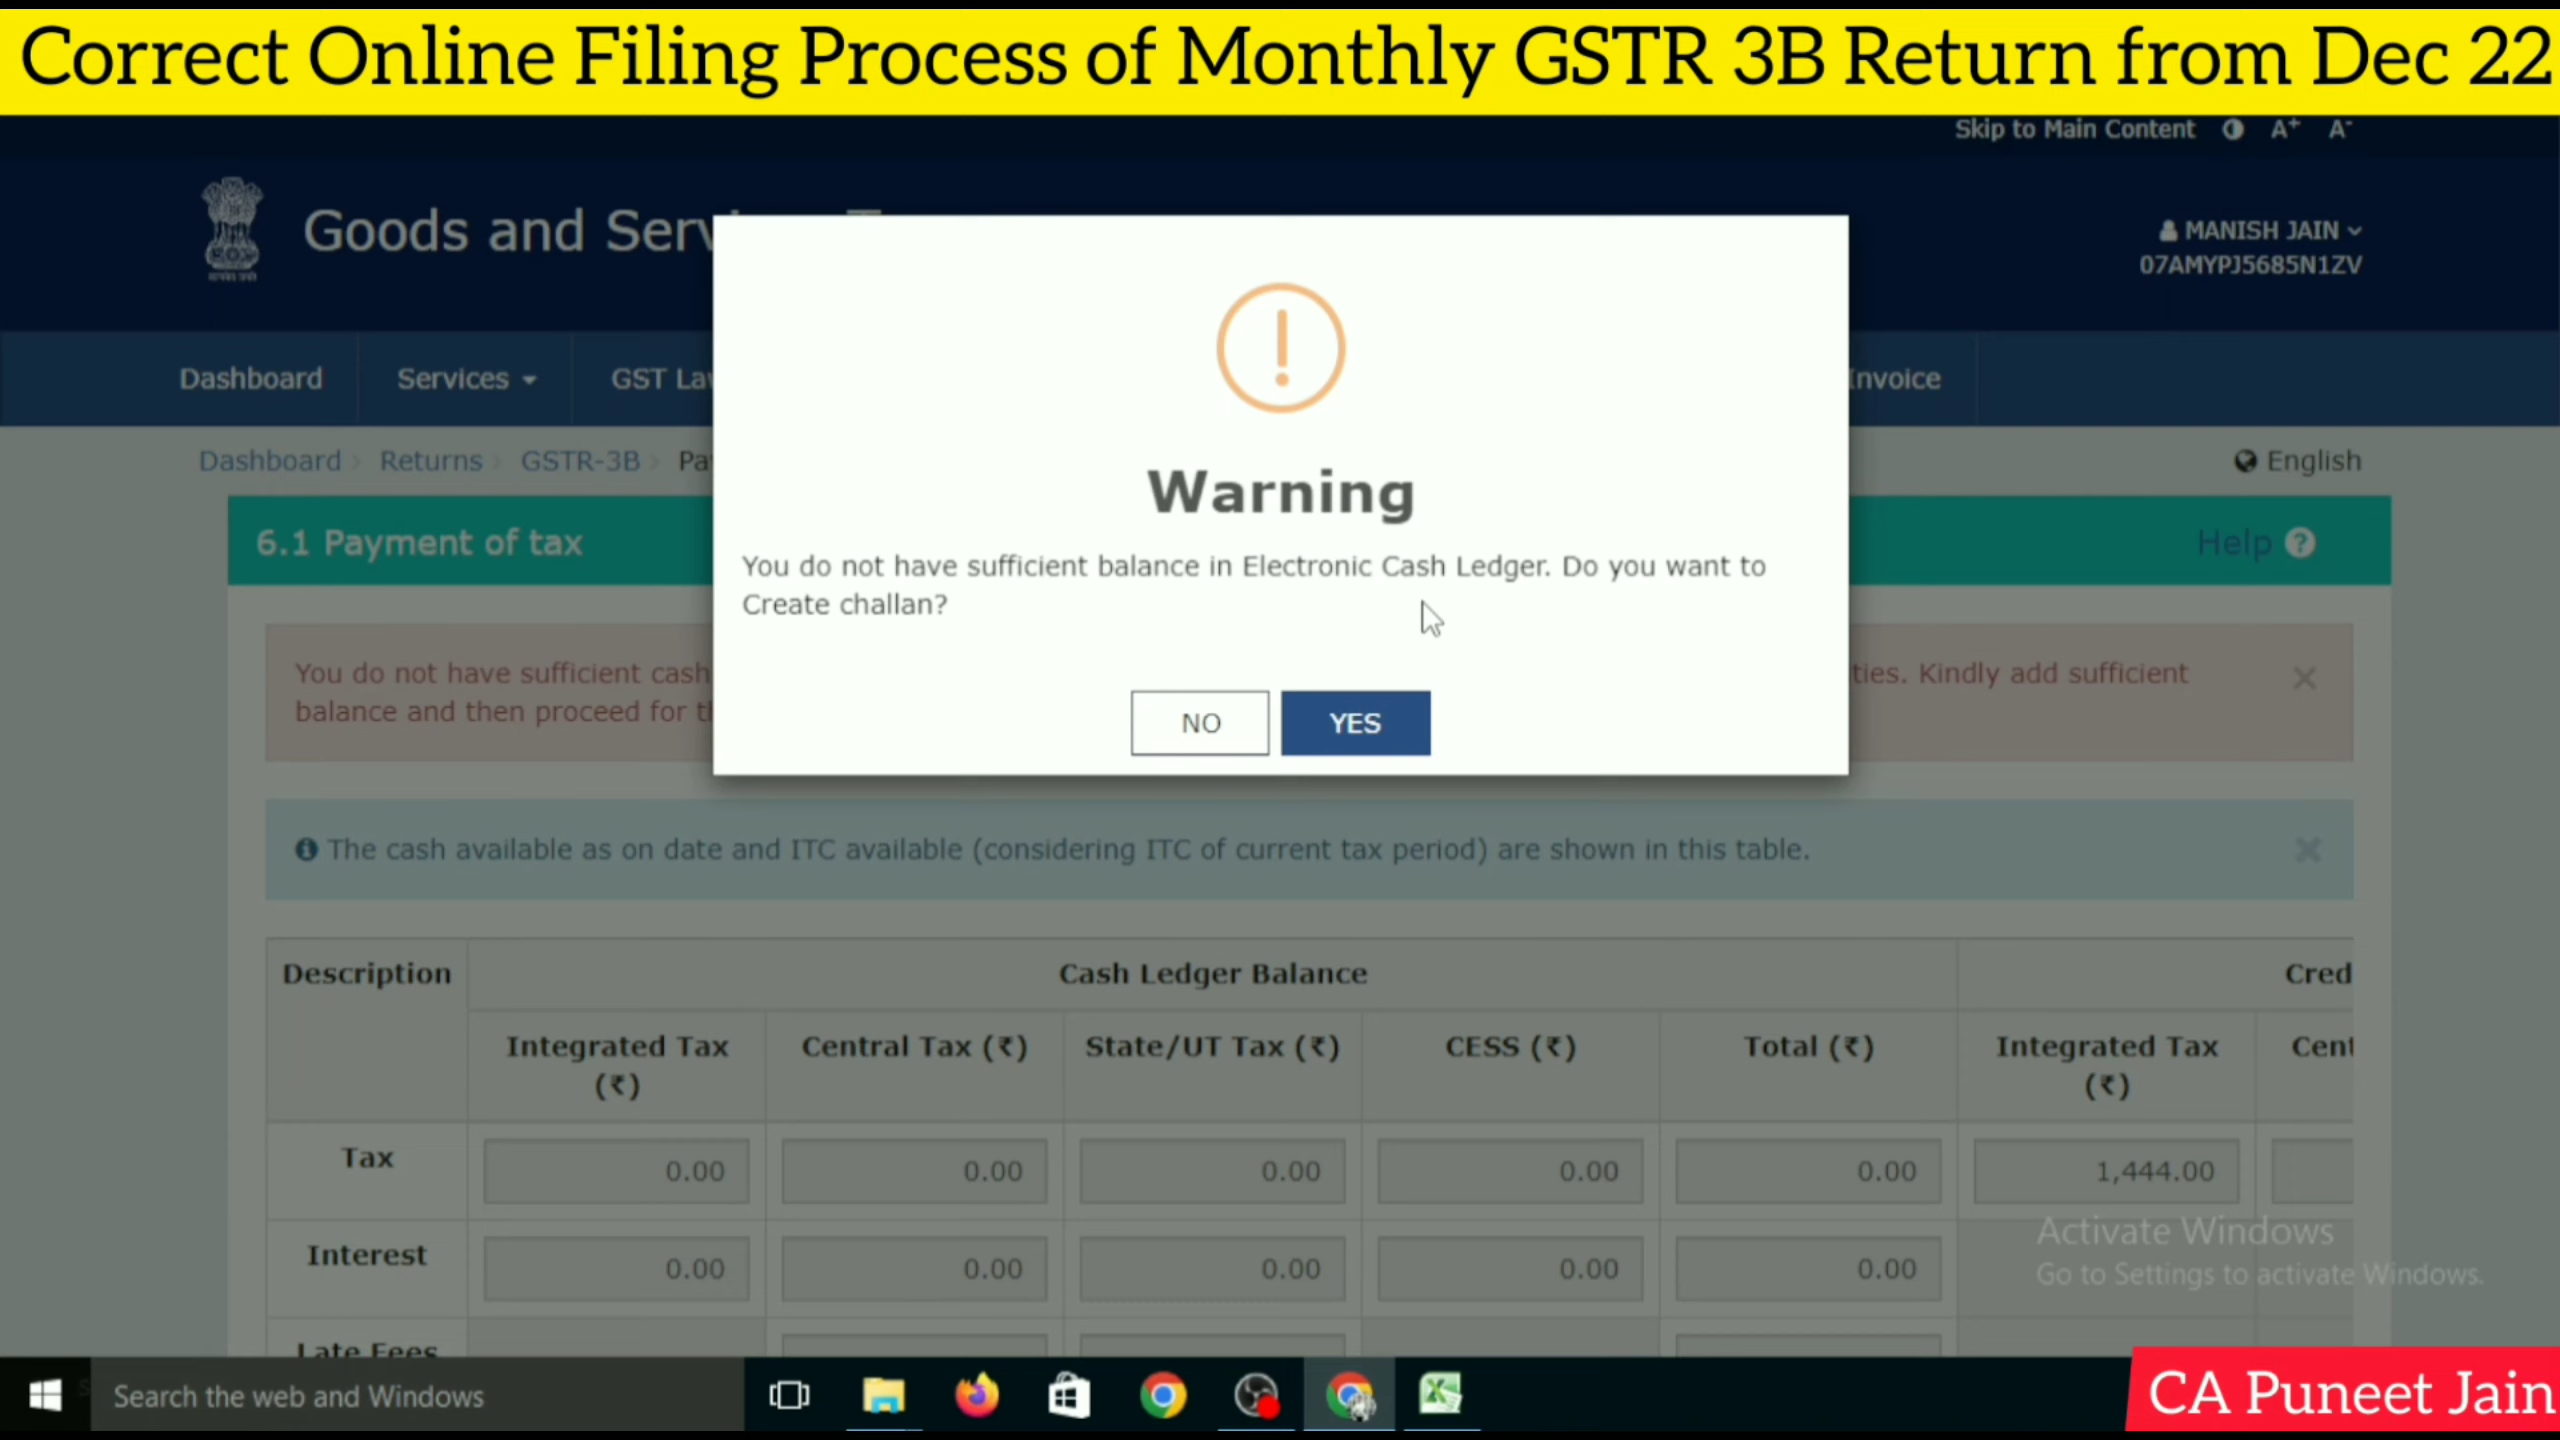 Correct Online Filing Process of Monthly GSTR 3B Return from Dec 22
Skip to Main Content A+ A-
Goods and Serv
MANISH JAIN
07AMYPJ5685N1ZV
Dashboard Services GST Law Invoice
Dashboard Returns GSTR-3B English
6.1 Payment of tax Help ?
Warning
You do not have sufficient balance in Electronic Cash Ledger. Do you want to
Create challan?
NO YES
You do not have sufficient cash ties. Kindly add sufficient
balance and then proceed for
The cash available as on date and ITC available (considering ITC of current tax period) are shown in this table.
Description Cash Ledger Balance Cred
Integrated Tax (₹) Central Tax (₹) State/UT Tax (₹) CESS (₹) Total (₹) Integrated Tax (₹) Cent
Tax 0.00 0.00 0.00 0.00 0.00 1,444.00
Interest 0.00 0.00 0.00 0.00 0.00
Late Fees
Activate Windows
Go to Settings to activate Windows.
Search the web and Windows
CA Puneet Jain